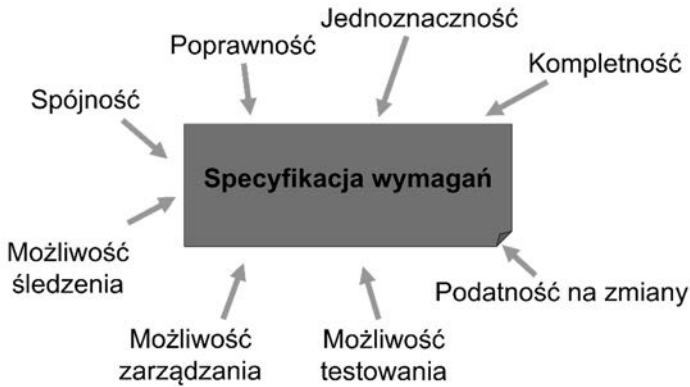 Jednoznaczność
Poprawność
Kompletność
Spójność
Specyfikacja wymagań
Możliwość
śledzenia
Podatność na zmiany
Możliwość
zarządzania
Możliwość
testowania